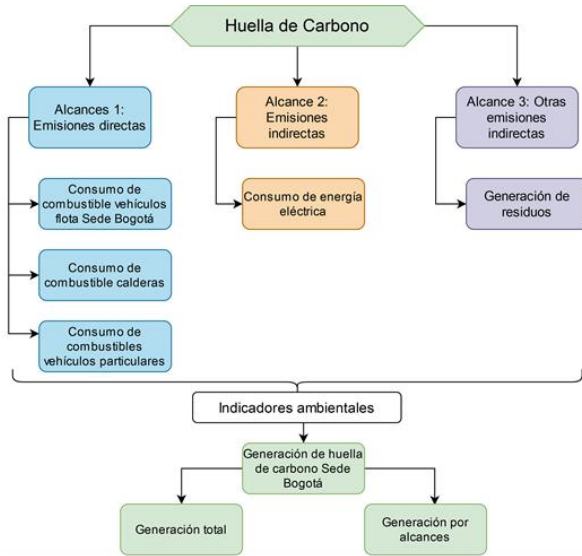 Huella de Carbono
Alcances 1:
Emisiones directas
Alcance 2:
Emisiones
indirectas
Alcance 3: Otras
emisiones
indirectas
Consumo de
combustible vehículos
flota Sede Bogotá
Consumo de energía
eléctrica
Generación de
residuos
Consumo de
combustible calderas
Consumo de
combustibles
vehículos particulares
Indicadores ambientales
Generación de huella
de carbono Sede
Bogotá
Generación total
Generación por
alcances